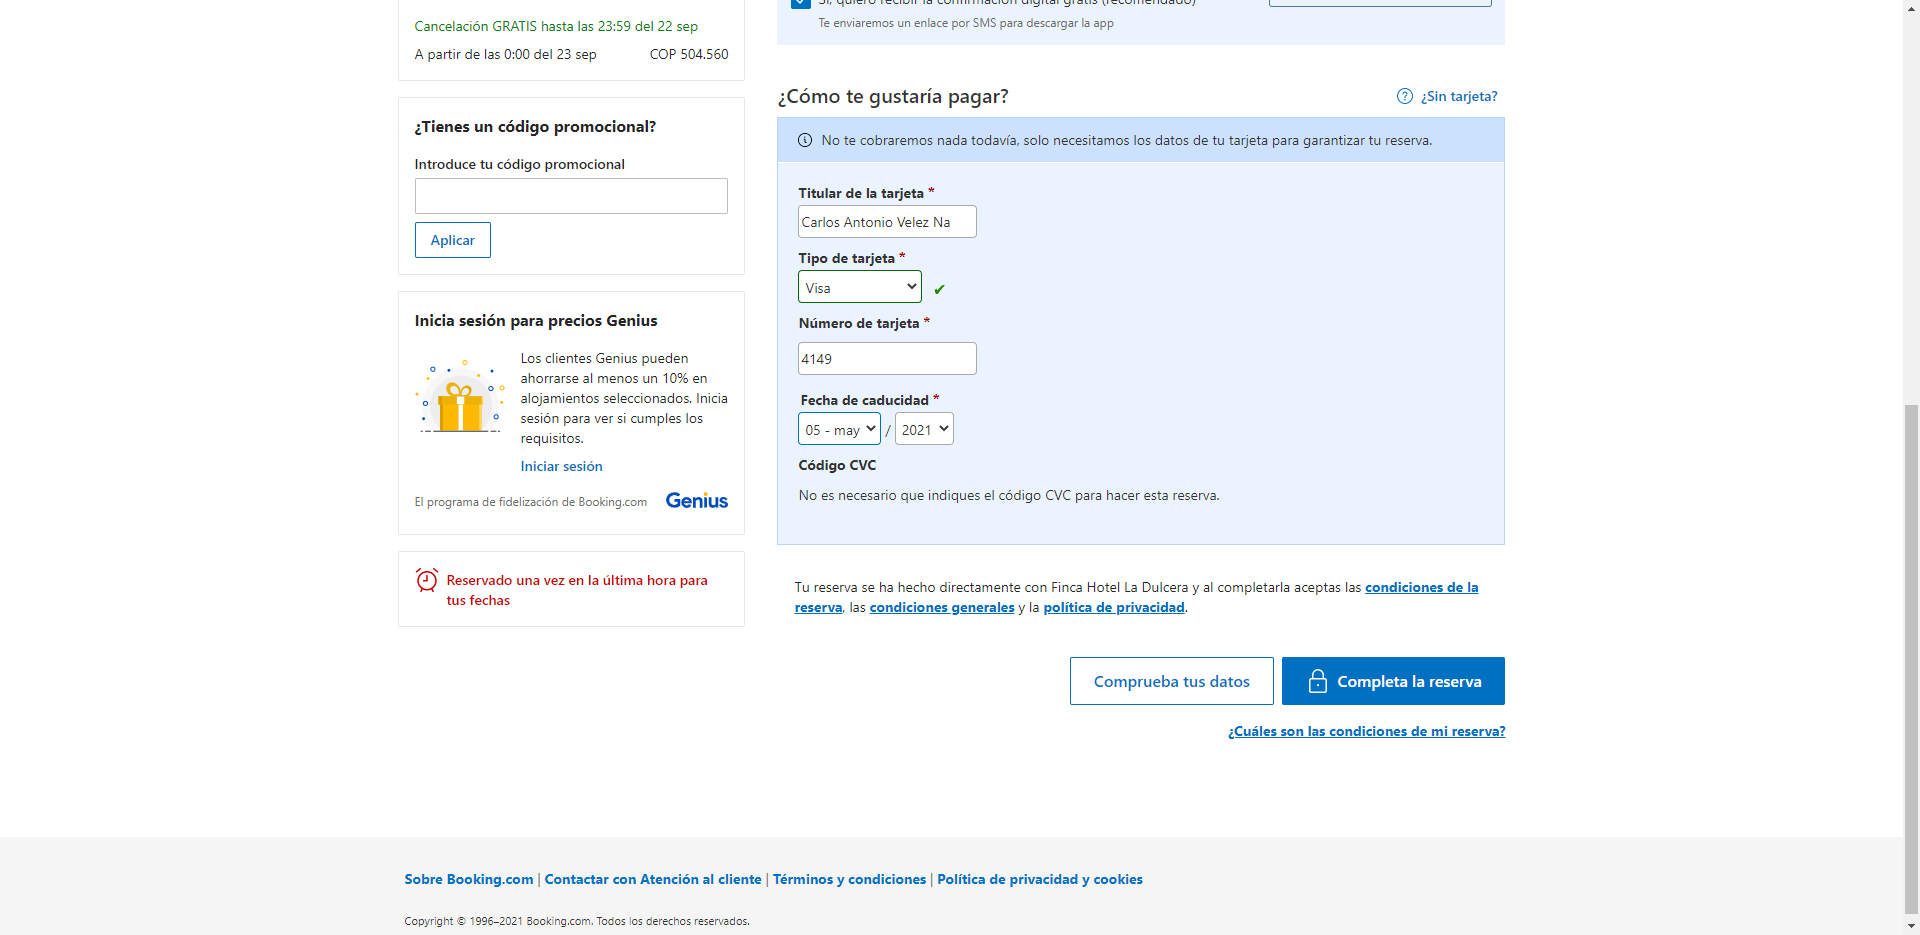 Cancelación GRATIS hasta las 23:59 del 22 sep
A partir de las 0:00 del 23 sep COP 504.560
¿Tienes un código promocional?
Introduce tu código promocional
Aplicar
Inicia sesión para precios Genius
Los clientes Genius pueden
ahorrarse al menos un 10% en
alojamientos seleccionados. Inicia
sesión para ver si cumples los
requisitos.
Iniciar sesión
El programa de fidelización de Booking.com Genius
Reservado una vez en la última hora para
tus fechas
Sí, quiero recibir la confirmación digital gratis (recomendado)
Te enviaremos un enlace por SMS para descargar la app
¿Cómo te gustaría pagar?
¿Sin tarjeta?
No te cobraremos nada todavía, solo necesitamos los datos de tu tarjeta para garantizar tu reserva.
Titular de la tarjeta *
Carlos Antonio Velez Na
Tipo de tarjeta *
Visa
Número de tarjeta *
4149
Fecha de caducidad *
05 - may / 2021
Código CVC
No es necesario que indiques el código CVC para hacer esta reserva.
Tu reserva se ha hecho directamente con Finca Hotel La Dulcera y al completarla aceptas las condiciones de la
reserva, las condiciones generales y la política de privacidad.
Comprueba tus datos
Completa la reserva
¿Cuáles son las condiciones de mi reserva?
Sobre Booking.com | Contactar con Atención al cliente | Términos y condiciones | Política de privacidad y cookies
Copyright © 1996–2021 Booking.com. Todos los derechos reservados.